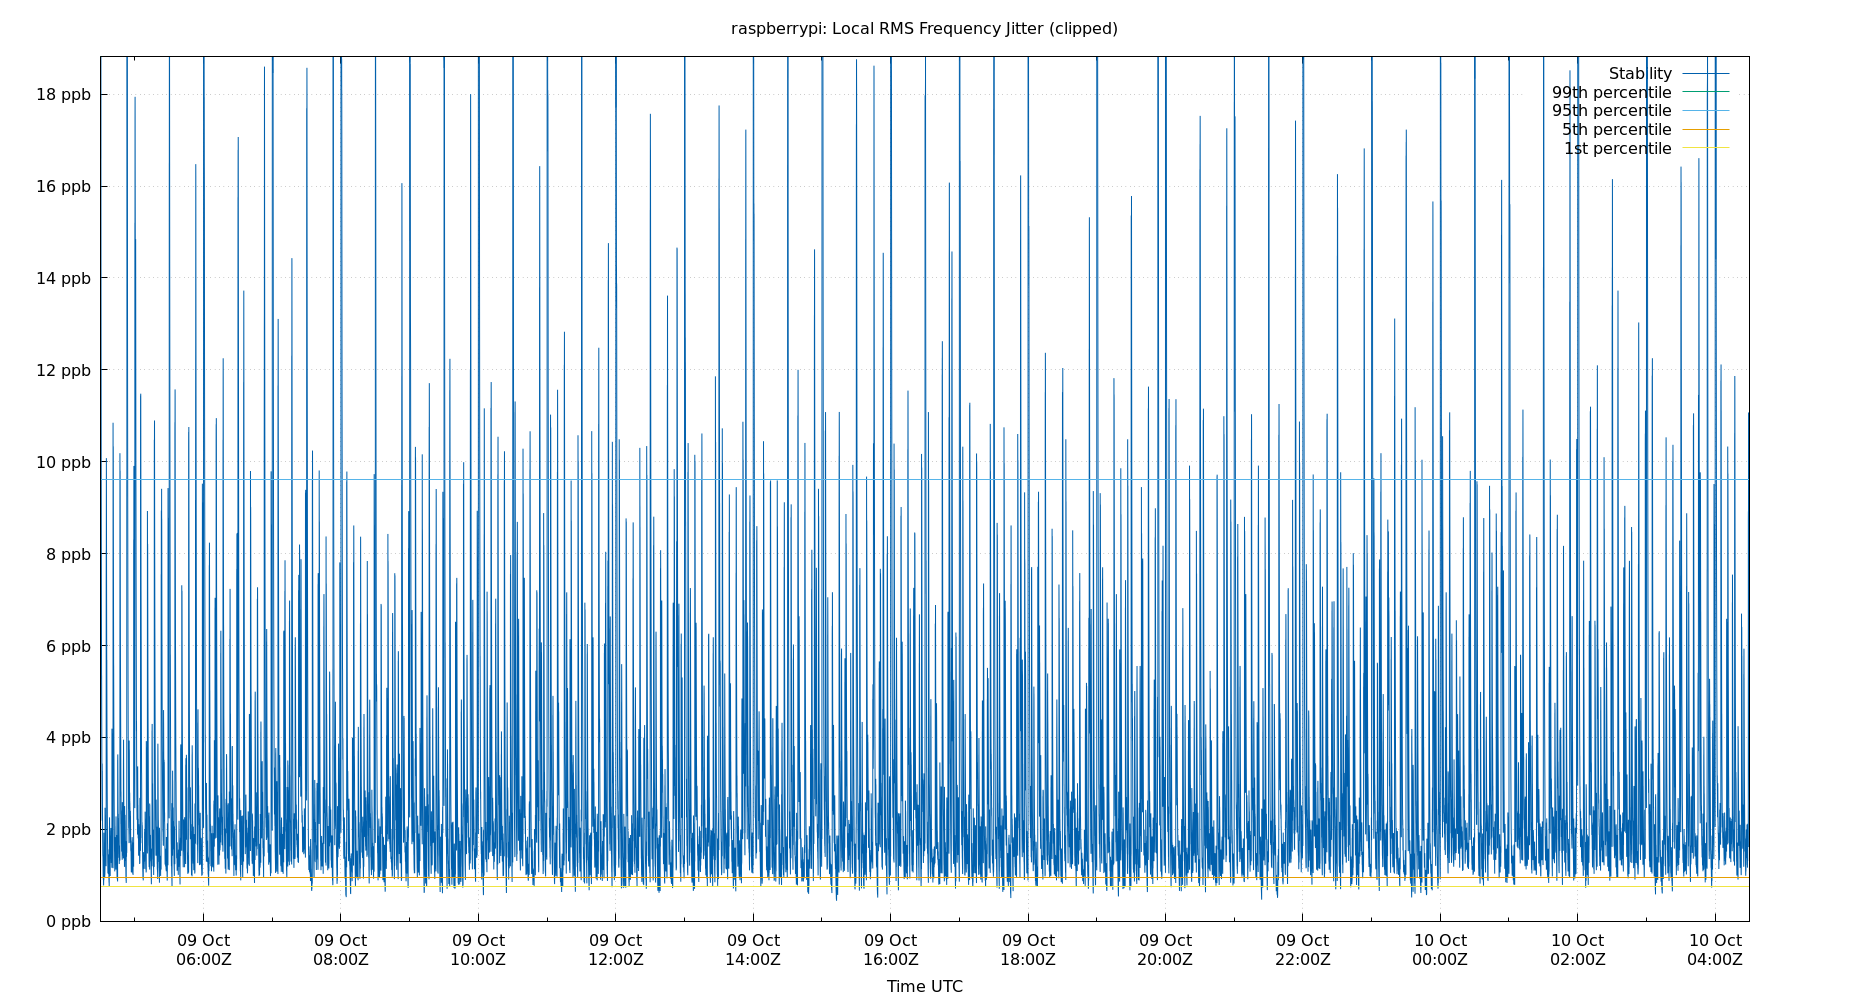 raspberrypi: Local RMS Frequency Jitter (clipped)
Stability
99th percentile
95th percentile
5th percentile
1st percentile
18 ppb
16 ppb
14 ppb
12 ppb
10 ppb
8 ppb
6 ppb
4 ppb
2 ppb
0 ppb
09 Oct 09 Oct 09 Oct 09 Oct 09 Oct 09 Oct 09 Oct 09 Oct 09 Oct 10 Oct 10 Oct 10 Oct
06:00Z 08:00Z 10:00Z 12:00Z 14:00Z 16:00Z 18:00Z 20:00Z 22:00Z 00:00Z 02:00Z 04:00Z
Time UTC